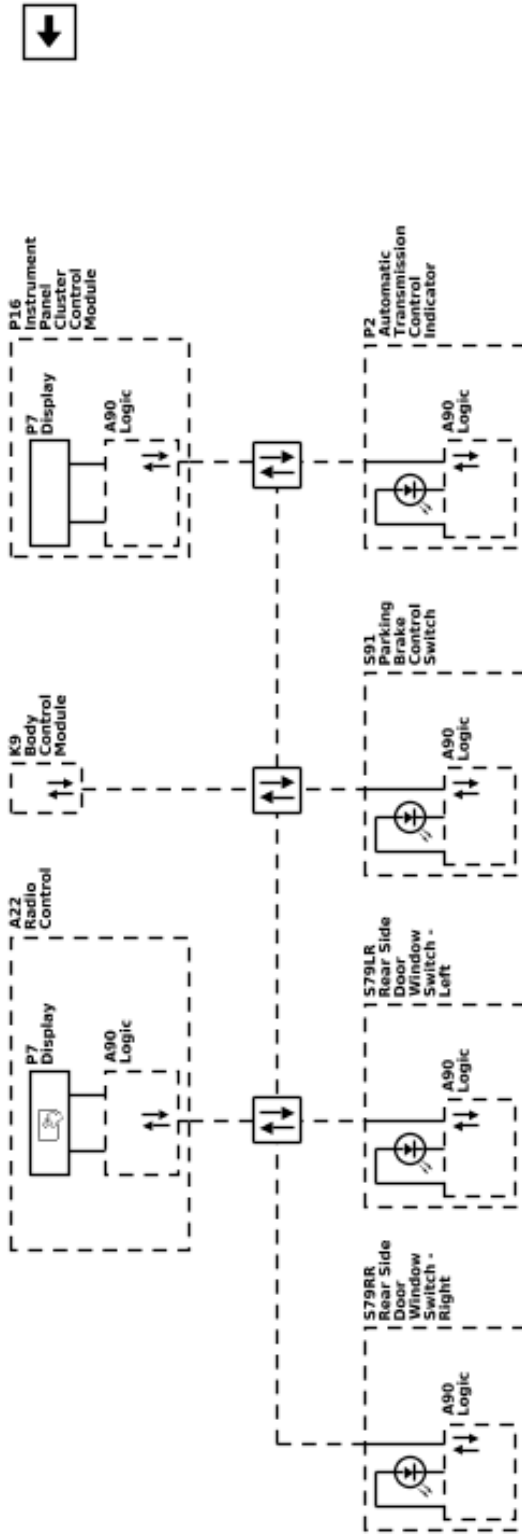 A22
Radio
Control
P7
Display
A90
Logic
K9
Body
Control
Module
P16
Instrument
Panel
Cluster
Control
Module
P7
Display
A90
Logic
S79RR
Rear Side
Door
Window
Switch -
Right
A90
Logic
S79LR
Rear Side
Door
Window
Switch -
Left
A90
Logic
S91
Parking
Brake
Control
Switch
A90
Logic
P2
Automatic
Transmission
Control
Indicator
A90
Logic